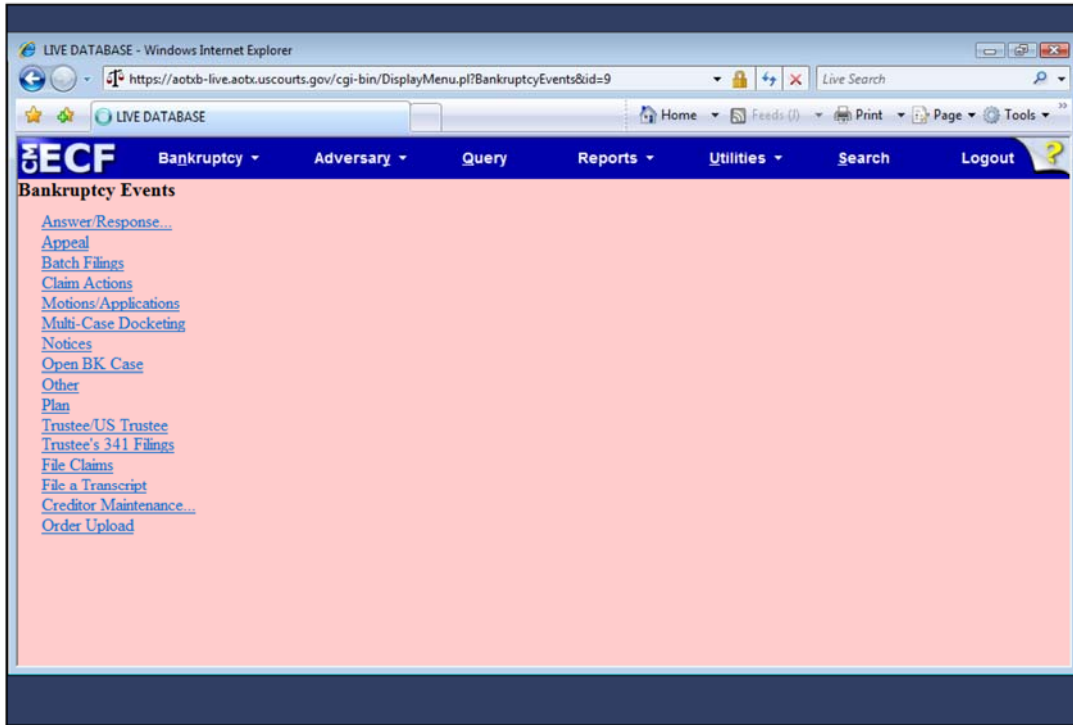 LIVE DATABASE - Windows Internet Explorer
https://aotxb-live.aotx.uscourts.gov/cgi-bin/DisplayMenu.pl?BankruptcyEvents&id=9 Live Search
LIVE DATABASE Home Feeds (J) Print Page Tools »
CM ECF Bankruptcy Adversary Query Reports Utilities Search Logout ?
Bankruptcy Events
Answer/Response...
Appeal
Batch Filings
Claim Actions
Motions/Applications
Multi-Case Docketing
Notices
Open BK Case
Other
Plan
Trustee/US Trustee
Trustee's 341 Filings
File Claims
File a Transcript
Creditor Maintenance...
Order Upload